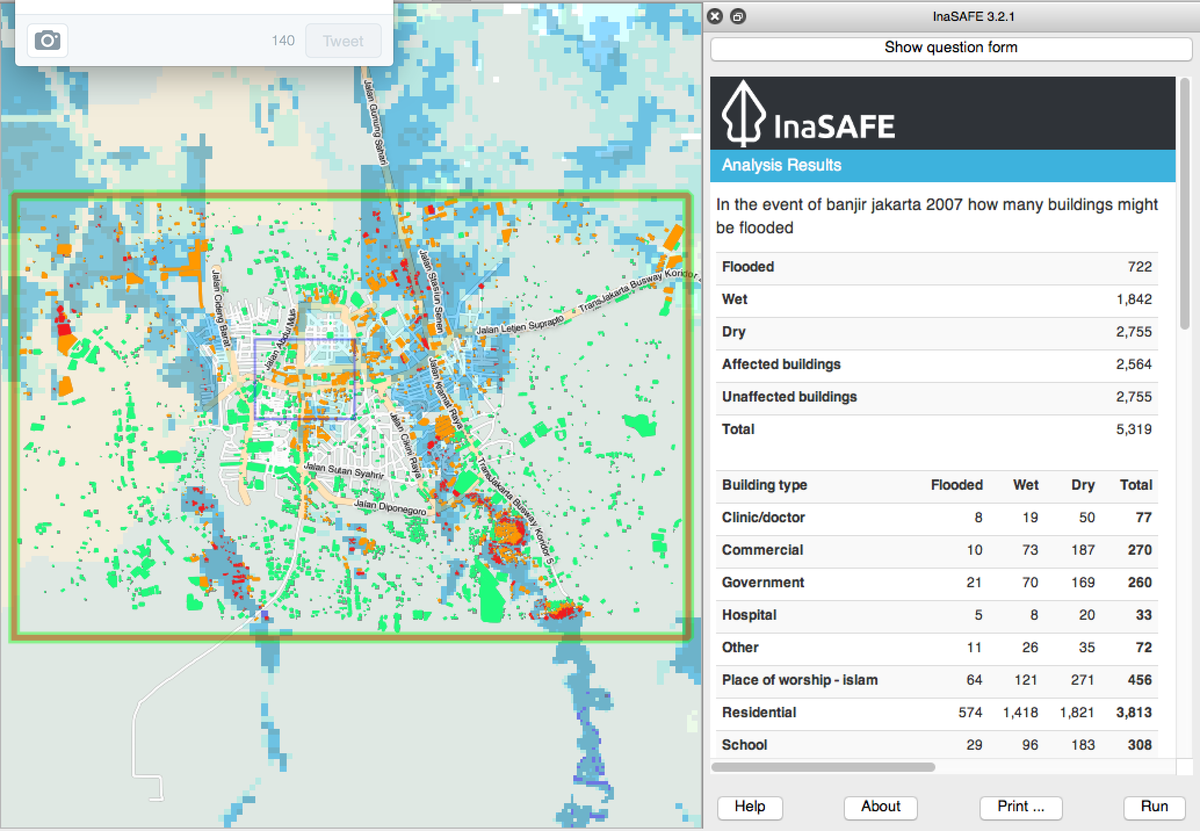 140 Tweet
Jalan Gunung Sahari
Jalan Cideng Barat
Jalan Abdul Muis
Jalan Stasiun Senen
Jalan Letjen Suprapto
TransJakarta Busway Koridor
Jalan Kramat Raya
Jalan Cikini Raya
Jalan Sutan Syahrir
Jalan Diponegoro
TransJakarta Busway Koridor 5
InaSAFE 3.2.1
Show question form
InaSAFE
Analysis Results
In the event of banjir jakarta 2007 how many buildings might
be flooded
Flooded 722
Wet 1,842
Dry 2,755
Affected buildings 2,564
Unaffected buildings 2,755
Total 5,319
Building type Flooded Wet Dry Total
Clinic/doctor 8 19 50 77
Commercial 10 73 187 270
Government 21 70 169 260
Hospital 5 8 20 33
Other 11 26 35 72
Place of worship - islam 64 121 271 456
Residential 574 1,418 1,821 3,813
School 29 96 183 308
Help About Print ... Run